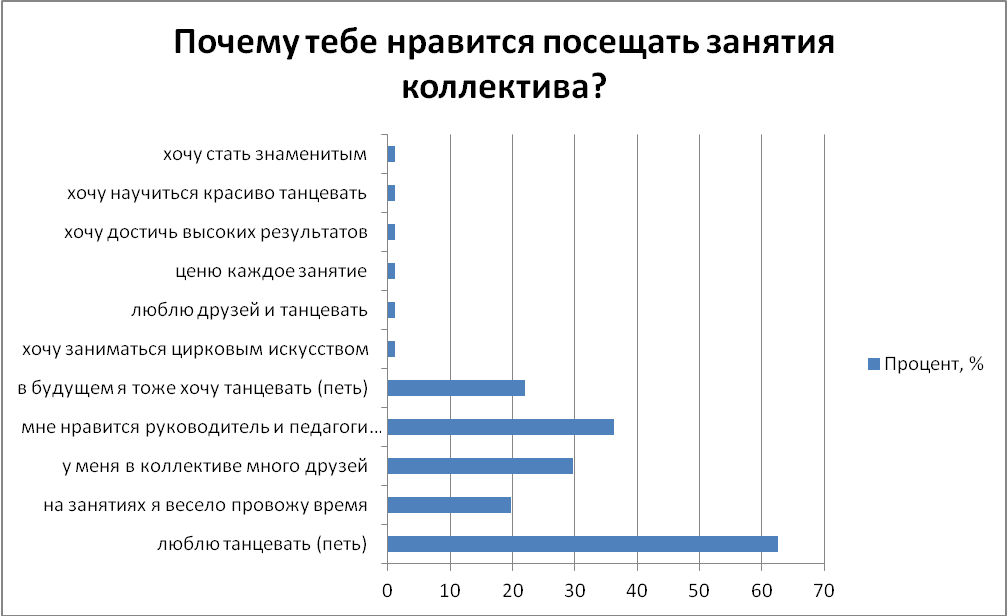 Почему тебе нравится посещать занятия
коллектива?
хочу стать знаменитым
хочу научиться красиво танцевать
хочу достичь высоких результатов
ценю каждое занятие
люблю друзей и танцевать
хочу заниматься цирковым искусством
в будущем я тоже хочу танцевать (петь)
мне нравится руководитель и педагоги…
у меня в коллективе много друзей
на занятиях я весело провожу время
люблю танцевать (петь)
0 10 20 30 40 50 60 70
Процент, %